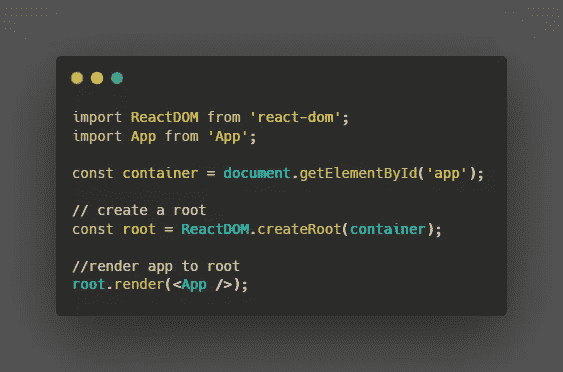 import ReactDOM from 'react-dom';
import App from 'App';
const container = document.getElementById('app');
// create a root
const root = ReactDOM.createRoot(container);
//render app to root
root.render(<App />);